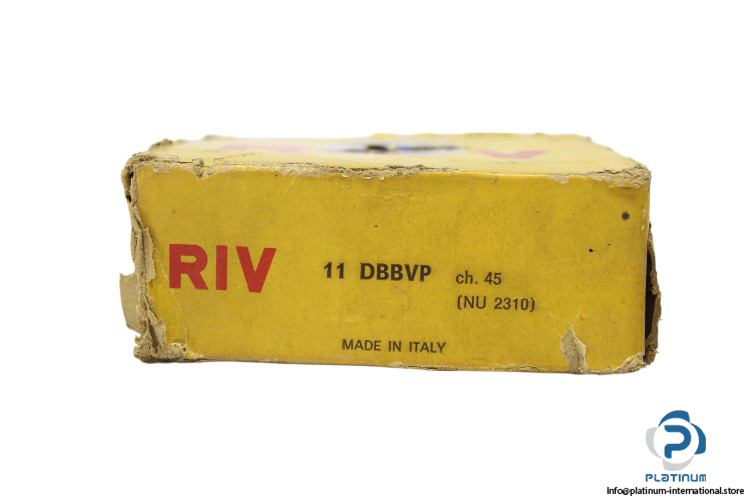 RIV
11 DBBVP ch. 45
(NU 2310)
MADE IN ITALY
PLATINUM
Info@platinum-international.store